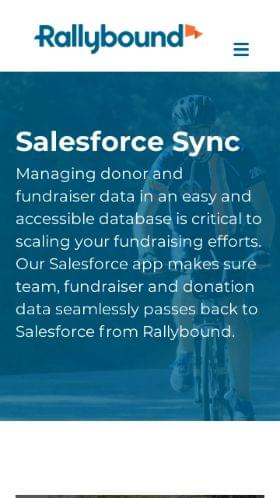 Rallybound
Salesforce Sync
Managing donor and
fundraiser data in an easy and
accessible database is critical to
scaling your fundraising efforts.
Our Salesforce app makes sure
team, fundraiser and donation
data seamlessly passes back to
Salesforce from Rallybound.